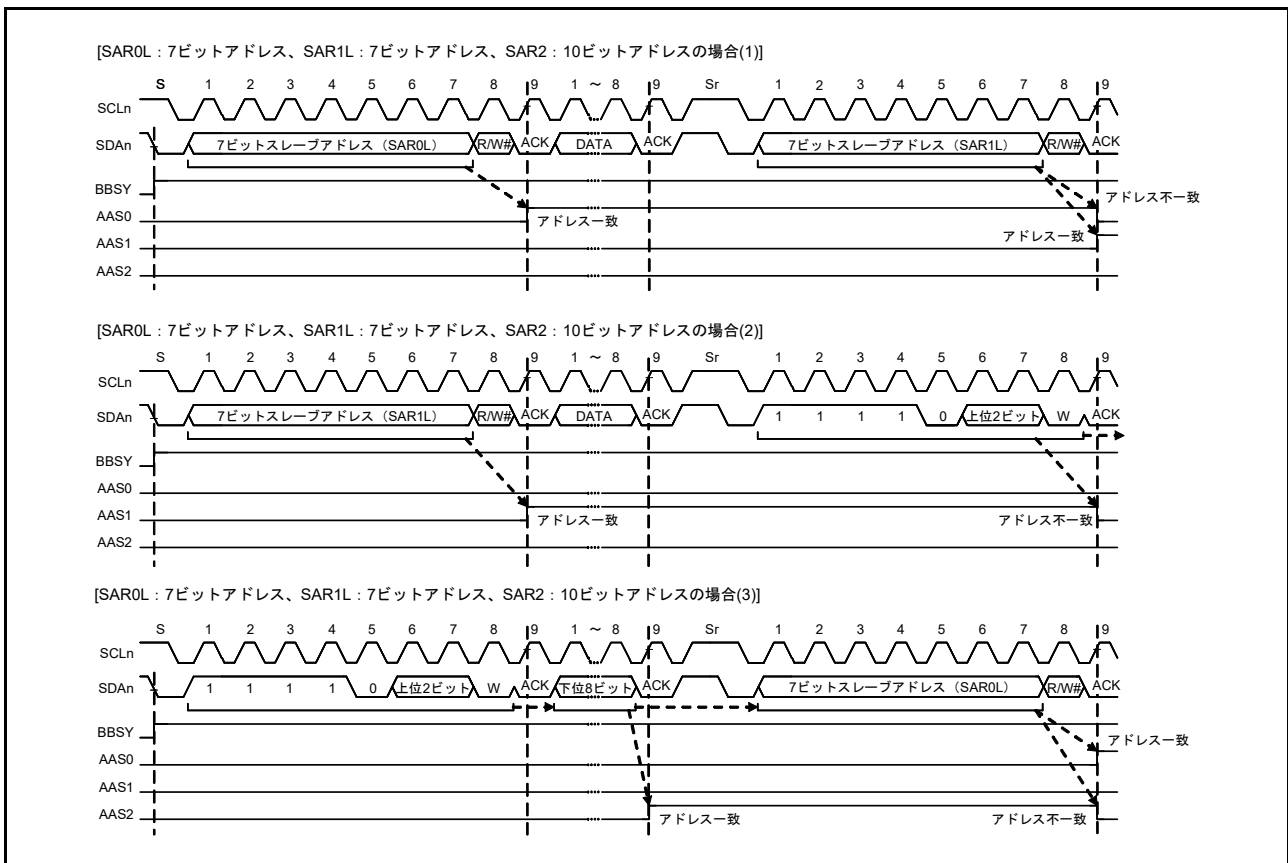 [SAR0L：7ビットアドレス、SAR1L：7ビットアドレス、SAR2：10ビットアドレスの場合(1)]
S 1 2 3 4 5 6 7 8 9 1 ～ 8 9 Sr 1 2 3 4 5 6 7 8 9
SCLn
SDAn 7ビットスレーブアドレス（SAR0L） R/W# ACK DATA ACK 7ビットスレーブアドレス（SAR1L） R/W# ACK
BBSY
アドレス不一致
AAS0
アドレス一致
アドレス一致
AAS1
AAS2
[SAR0L：7ビットアドレス、SAR1L：7ビットアドレス、SAR2：10ビットアドレスの場合(2)]
S 1 2 3 4 5 6 7 8 9 1 ～ 8 9 Sr 1 2 3 4 5 6 7 8 9
SCLn
SDAn 7ビットスレーブアドレス（SAR1L） R/W# ACK DATA ACK 1 1 1 1 0 上位2ビット W ACK
BBSY
AAS0
AAS1
アドレス一致 アドレス不一致
AAS2
[SAR0L：7ビットアドレス、SAR1L：7ビットアドレス、SAR2：10ビットアドレスの場合(3)]
S 1 2 3 4 5 6 7 8 9 1 ～ 8 9 Sr 1 2 3 4 5 6 7 8 9
SCLn
SDAn 1 1 1 1 0 上位2ビット W ACK 下位8ビット ACK 7ビットスレーブアドレス（SAR0L） R/W# ACK
BBSY
アドレス一致
AAS0
AAS1
AAS2
アドレス一致 アドレス不一致